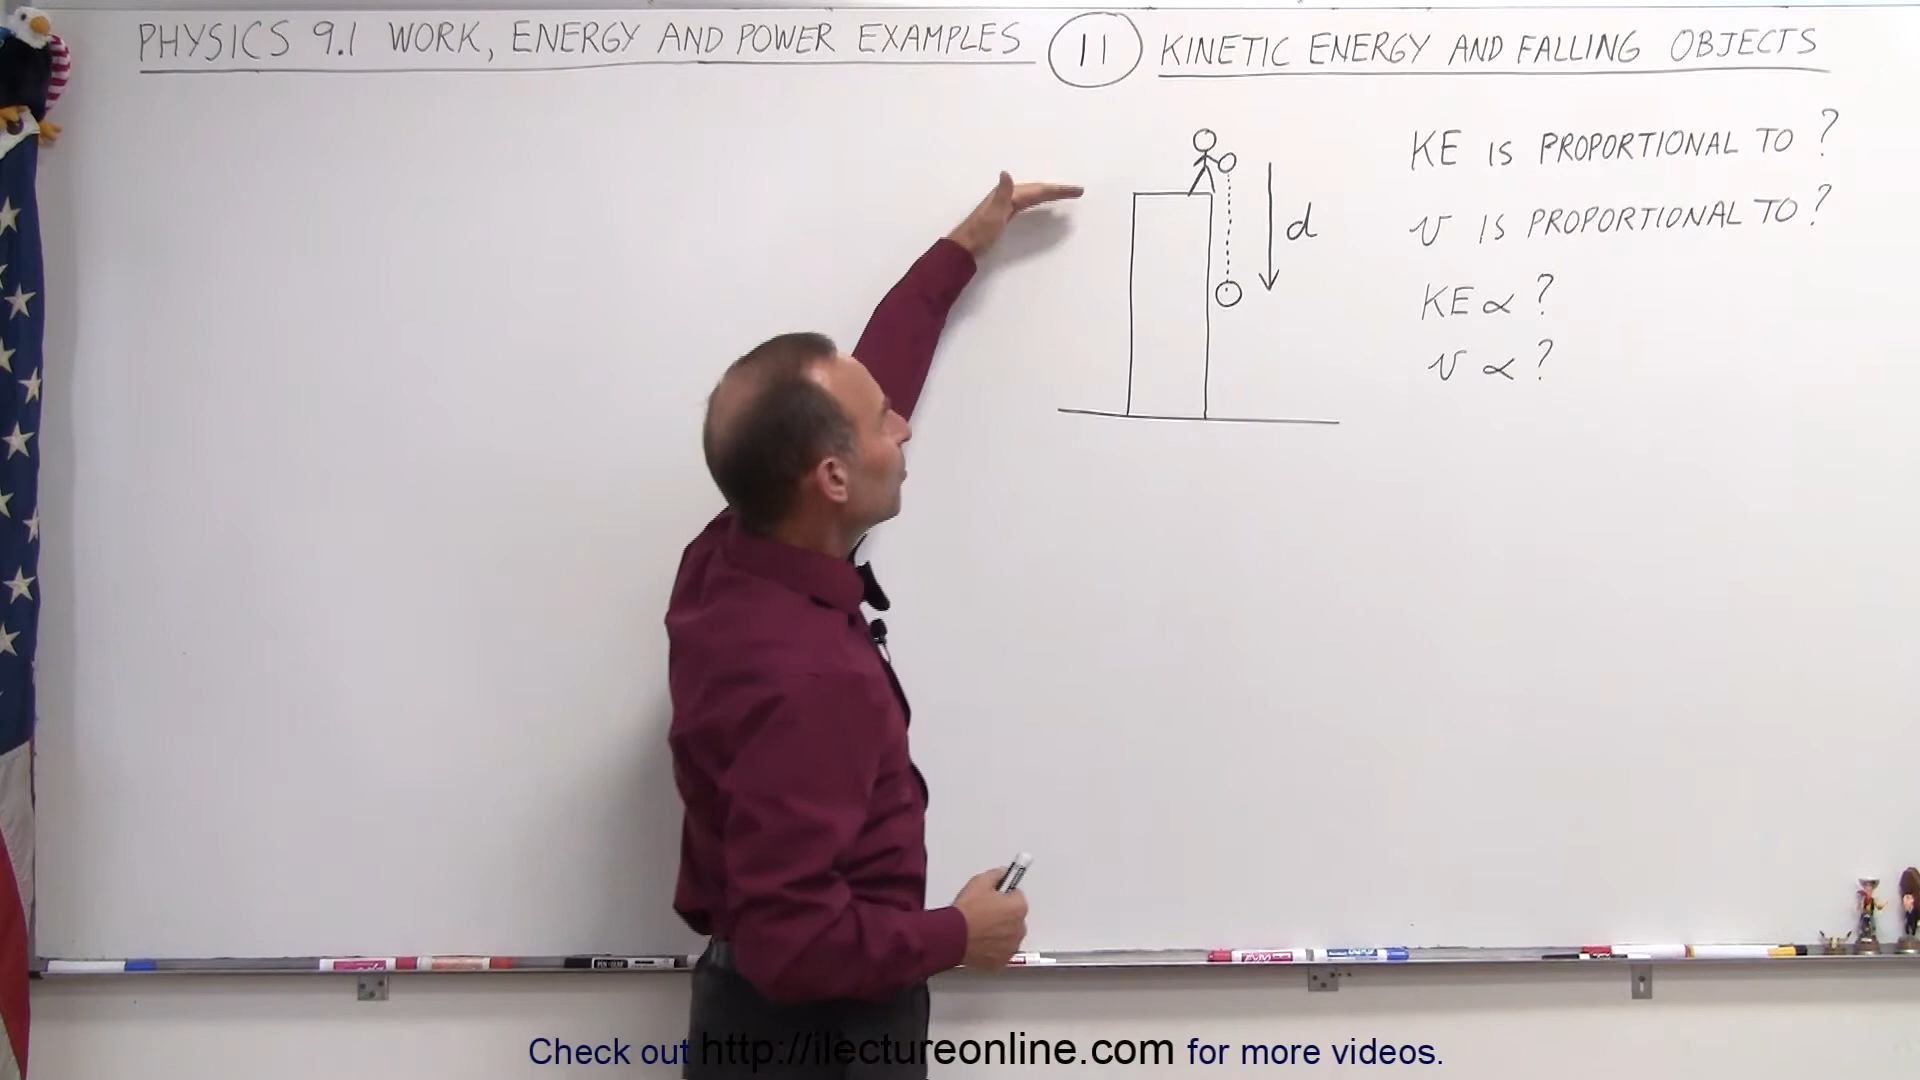 PHYSICS 9.1 WORK, ENERGY AND POWER EXAMPLES 11 KINETIC ENERGY AND FALLING OBJECTS
KE IS PROPORTIONAL TO ?
v IS PROPORTIONAL TO ?
d
KE ∝ ?
v ∝ ?
Check out http://ilectureonline.com for more videos.